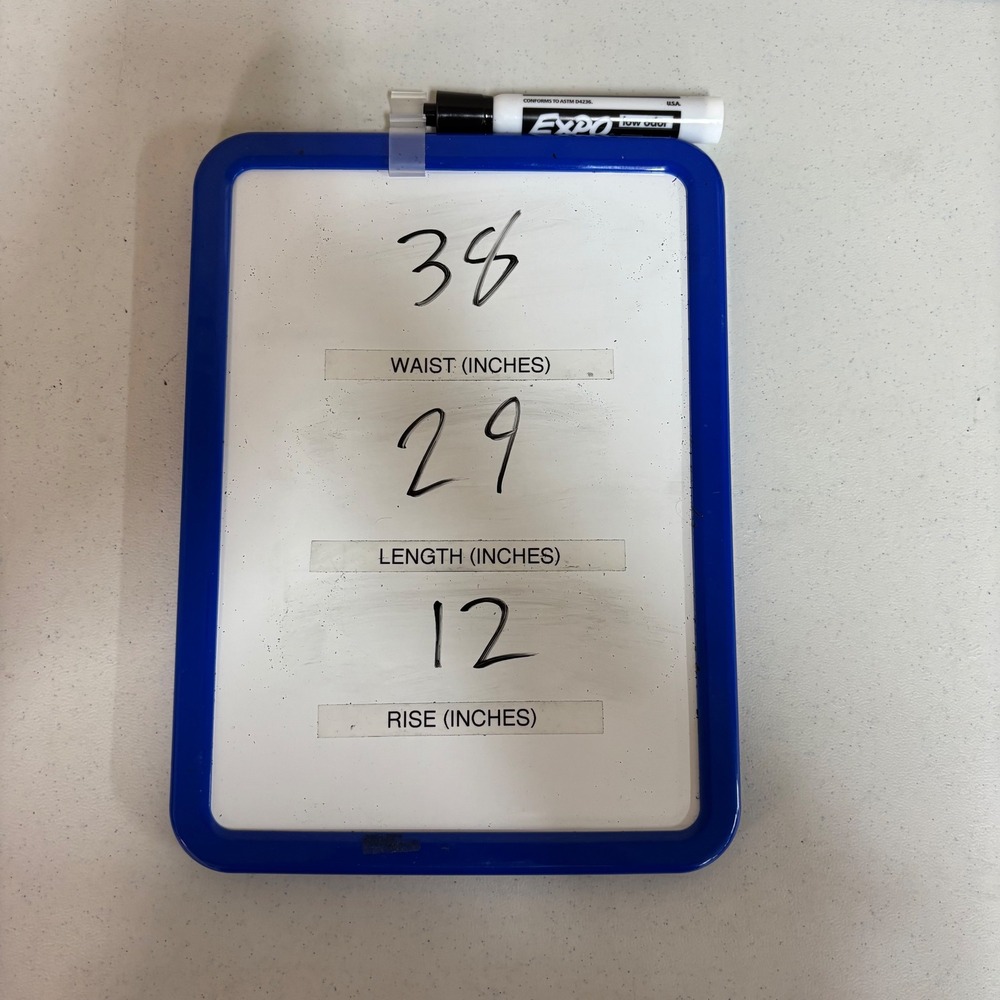 CONFORMS TO ASTM D4236. U.S.A.
EXPO low odor
38
WAIST (INCHES)
29
LENGTH (INCHES)
12
RISE (INCHES)